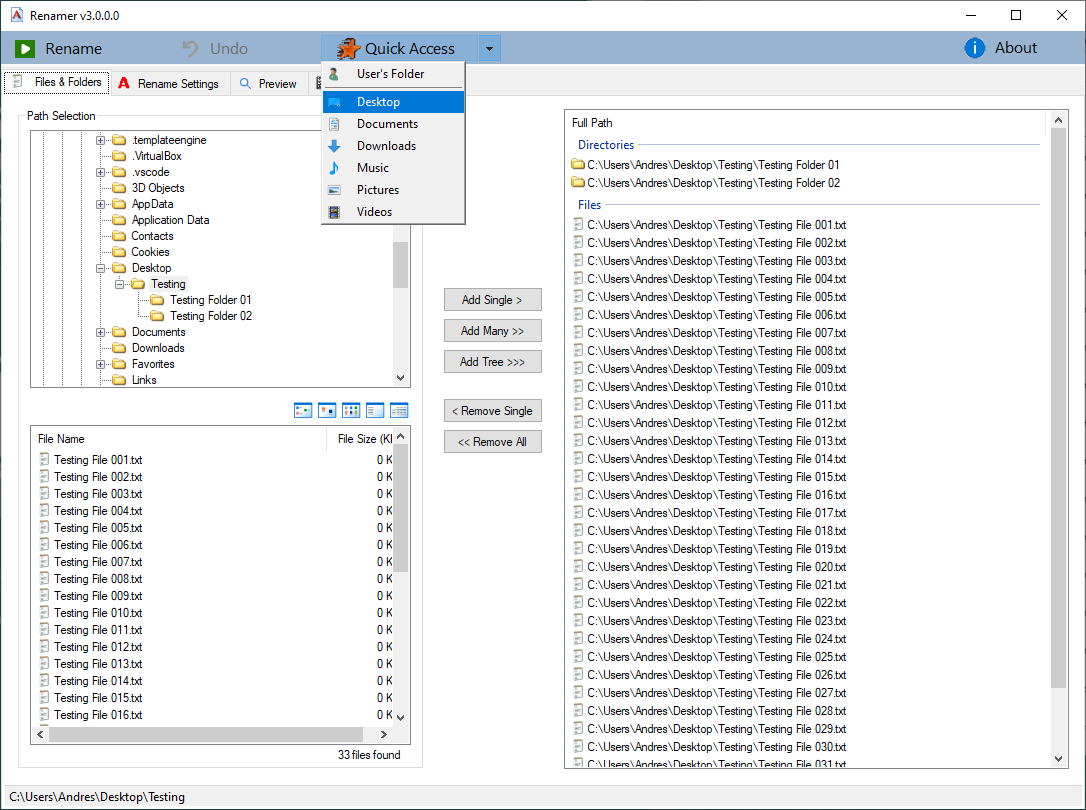 Renamer v3.0.0.0
Rename
Undo
Quick Access
About
Files & Folders
Rename Settings
Preview
User's Folder
Desktop
Documents
Downloads
Music
Pictures
Videos
Path Selection
.templateengine
.VirtualBox
.vscode
3D Objects
AppData
Application Data
Contacts
Cookies
Desktop
Testing
Testing Folder 01
Testing Folder 02
Documents
Downloads
Favorites
Links
File Name
File Size (KI
Testing File 001.txt 0 K
Testing File 002.txt 0 K
Testing File 003.txt 0 K
Testing File 004.txt 0 K
Testing File 005.txt 0 K
Testing File 006.txt 0 K
Testing File 007.txt 0 K
Testing File 008.txt 0 K
Testing File 009.txt 0 K
Testing File 010.txt 0 K
Testing File 011.txt 0 K
Testing File 012.txt 0 K
Testing File 013.txt 0 K
Testing File 014.txt 0 K
Testing File 015.txt 0 K
Testing File 016.txt 0 K
33 files found
Add Single >
Add Many >>
Add Tree >>>
< Remove Single
<< Remove All
Full Path
Directories
C:\Users\Andres\Desktop\Testing\Testing Folder 01
C:\Users\Andres\Desktop\Testing\Testing Folder 02
Files
C:\Users\Andres\Desktop\Testing\Testing File 001.txt
C:\Users\Andres\Desktop\Testing\Testing File 002.txt
C:\Users\Andres\Desktop\Testing\Testing File 003.txt
C:\Users\Andres\Desktop\Testing\Testing File 004.txt
C:\Users\Andres\Desktop\Testing\Testing File 005.txt
C:\Users\Andres\Desktop\Testing\Testing File 006.txt
C:\Users\Andres\Desktop\Testing\Testing File 007.txt
C:\Users\Andres\Desktop\Testing\Testing File 008.txt
C:\Users\Andres\Desktop\Testing\Testing File 009.txt
C:\Users\Andres\Desktop\Testing\Testing File 010.txt
C:\Users\Andres\Desktop\Testing\Testing File 011.txt
C:\Users\Andres\Desktop\Testing\Testing File 012.txt
C:\Users\Andres\Desktop\Testing\Testing File 013.txt
C:\Users\Andres\Desktop\Testing\Testing File 014.txt
C:\Users\Andres\Desktop\Testing\Testing File 015.txt
C:\Users\Andres\Desktop\Testing\Testing File 016.txt
C:\Users\Andres\Desktop\Testing\Testing File 017.txt
C:\Users\Andres\Desktop\Testing\Testing File 018.txt
C:\Users\Andres\Desktop\Testing\Testing File 019.txt
C:\Users\Andres\Desktop\Testing\Testing File 020.txt
C:\Users\Andres\Desktop\Testing\Testing File 021.txt
C:\Users\Andres\Desktop\Testing\Testing File 022.txt
C:\Users\Andres\Desktop\Testing\Testing File 023.txt
C:\Users\Andres\Desktop\Testing\Testing File 024.txt
C:\Users\Andres\Desktop\Testing\Testing File 025.txt
C:\Users\Andres\Desktop\Testing\Testing File 026.txt
C:\Users\Andres\Desktop\Testing\Testing File 027.txt
C:\Users\Andres\Desktop\Testing\Testing File 028.txt
C:\Users\Andres\Desktop\Testing\Testing File 029.txt
C:\Users\Andres\Desktop\Testing\Testing File 030.txt
C:\Users\Andres\Desktop\Testing\Testing File 031.txt
C:\Users\Andres\Desktop\Testing